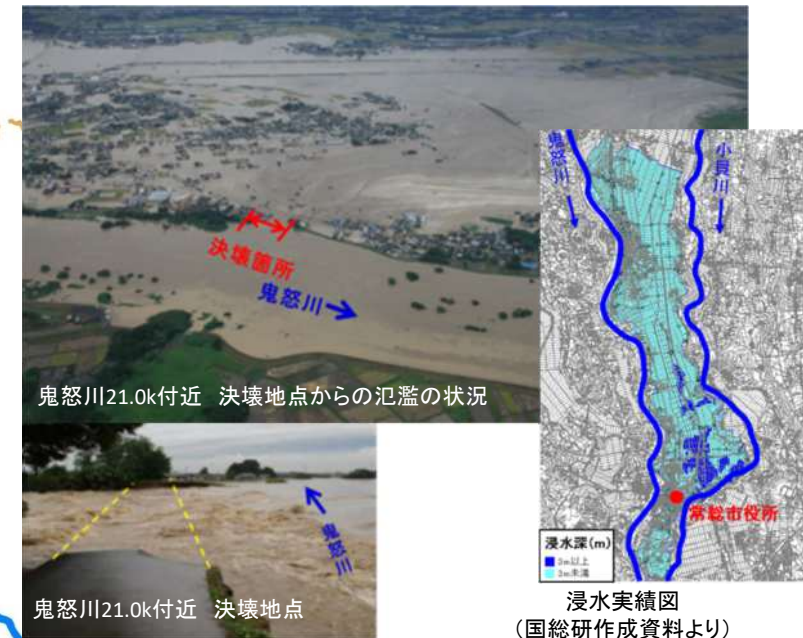 決壊箇所
鬼怒川
鬼怒川21.0k付近　決壊地点からの氾濫の状況
鬼怒川
鬼怒川21.0k付近　決壊地点
鬼怒川
小貝川
常総市役所
浸水深(m)
3m以上
3m未満
浸水実績図
（国総研作成資料より）